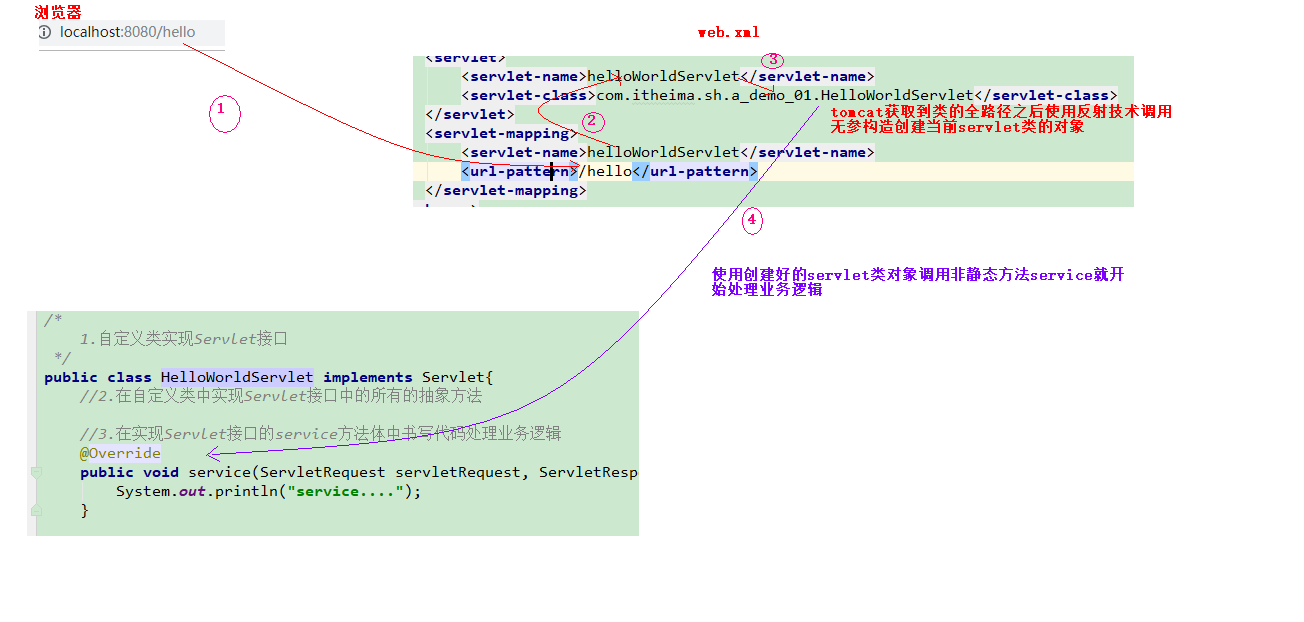 浏览器
localhost:8080/hello
web.xml
<servlet>
<servlet-name>helloWorldServlet</servlet-name>
③
<servlet-class>com.itheima.sh.a_demo_01.HelloWorldServlet</servlet-class>
</servlet>
1
2
tomcat获取到类的全路径之后使用反射技术调用
无参构造创建当前servlet类的对象
<servlet-mapping>
<servlet-name>helloWorldServlet</servlet-name>
<url-pattern>/hello</url-pattern>
</servlet-mapping>
4
使用创建好的servlet类对象调用非静态方法service就开
始处理业务逻辑
/*
1.自定义类实现Servlet接口
*/
public class HelloWorldServlet implements Servlet{
//2.在自定义类中实现Servlet接口中的所有的抽象方法
//3.在实现Servlet接口的service方法体中书写代码处理业务逻辑
@Override
public void service(ServletRequest servletRequest, ServletResp
System.out.println("service....");
}